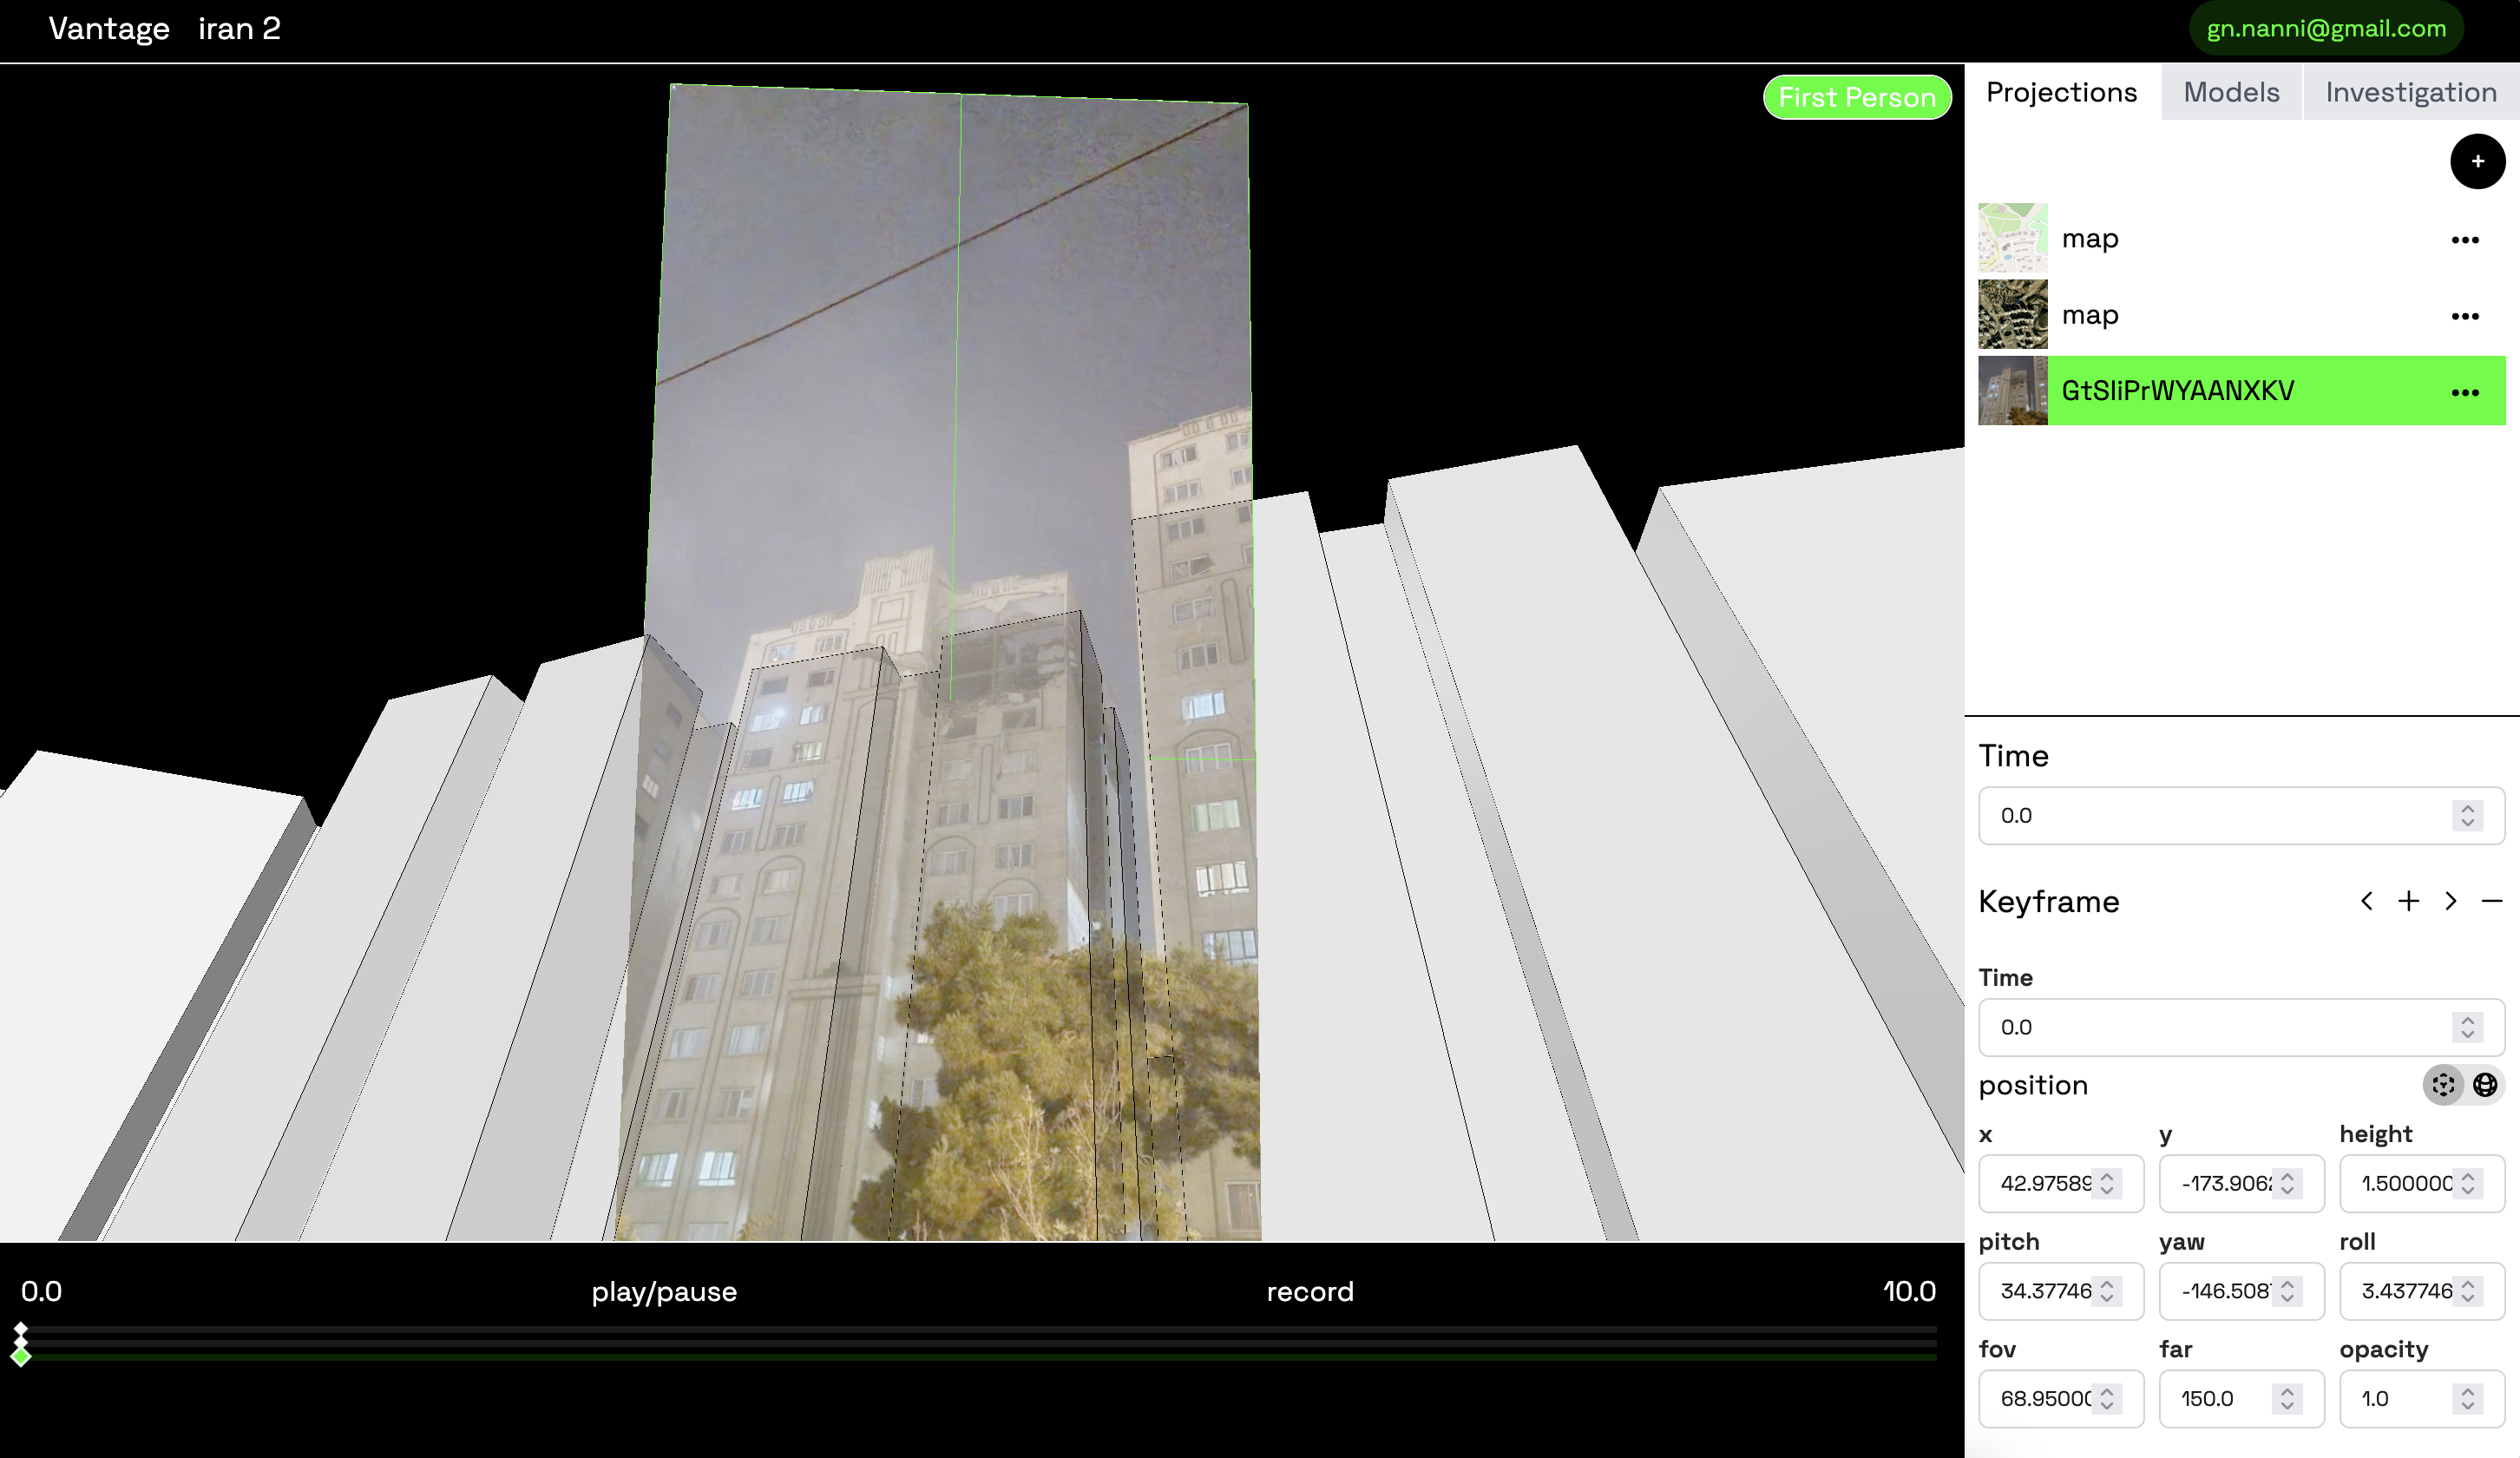 Vantage iran 2
gn.nanni@gmail.com
First Person
Projections Models Investigation
+
map
map
GtSIiPrWYAANXKV
Time
0.0
Keyframe
Time
0.0
position
x y height
42.97589 -173.906 1.500000
pitch yaw roll
34.37746 -146.508 3.437746
fov far opacity
68.95000 150.0 1.0
0.0 play/pause record 10.0